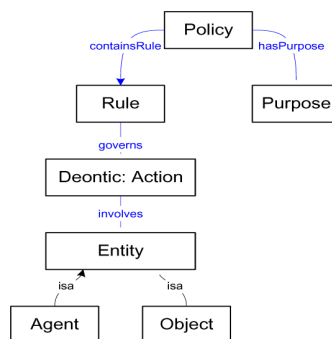 Policy
containsRule hasPurpose
Rule Purpose
governs
Deontic: Action
involves
Entity
isa isa
Agent Object